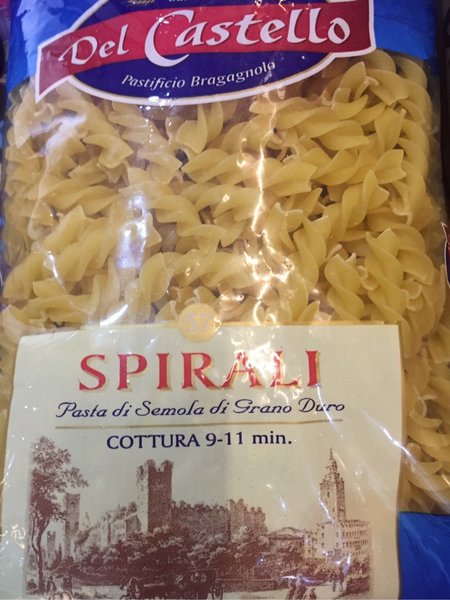 Del Castello
Pastificio Bragagnolo
SPIRALI
Pasta di Semola di Grano Duro
COTTURA 9-11 min.